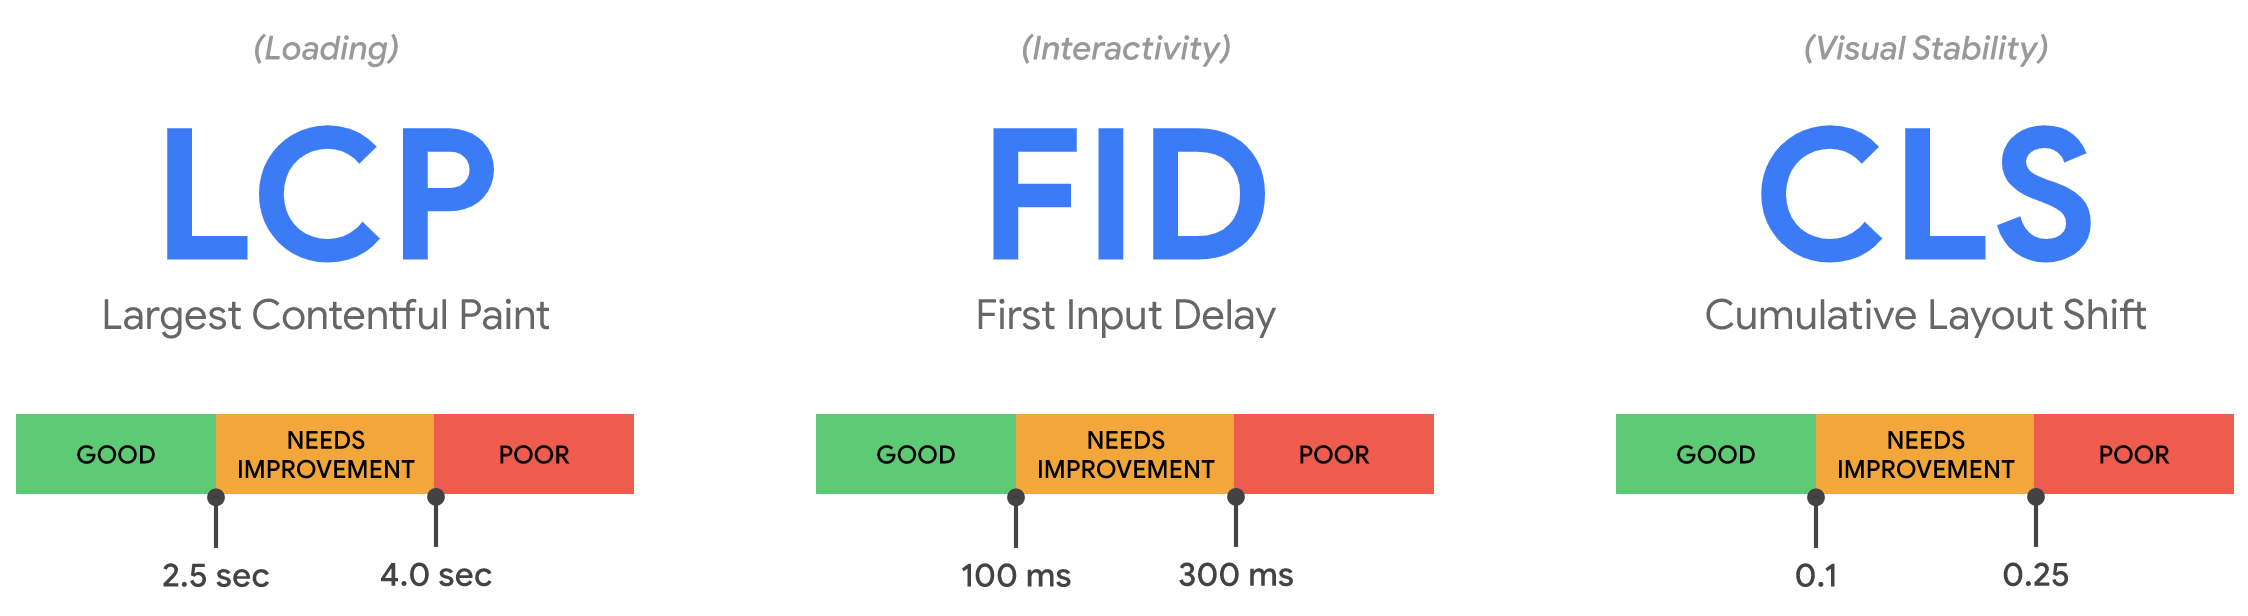 (Loading)
LCP
Largest Contentful Paint
GOOD
NEEDS
IMPROVEMENT
POOR
2.5 sec
4.0 sec
(Interactivity)
FID
First Input Delay
GOOD
NEEDS
IMPROVEMENT
POOR
100 ms
300 ms
(Visual Stability)
CLS
Cumulative Layout Shift
GOOD
NEEDS
IMPROVEMENT
POOR
0.1
0.25